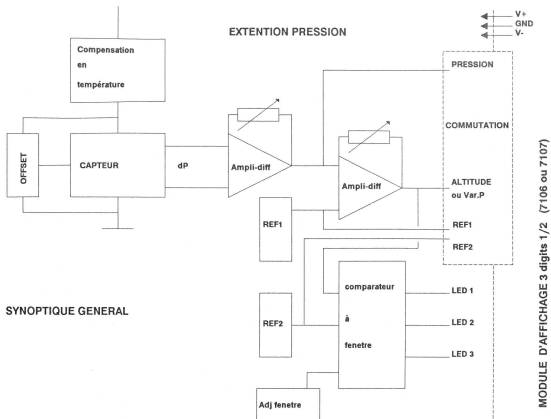 EXTENTION PRESSION
V+
GND
V-
Compensation
en
température
PRESSION
COMMUTATION
OFFSET
CAPTEUR
dP
Ampli-diff
Ampli-diff
ALTITUDE
ou Var.P
REF1
REF1
REF2
SYNOPTIQUE GENERAL
REF2
comparateur
à
fenetre
LED 1
LED 2
LED 3
Adj fenetre
MODULE D'AFFICHAGE 3 digits 1/2 (7106 ou 7107)